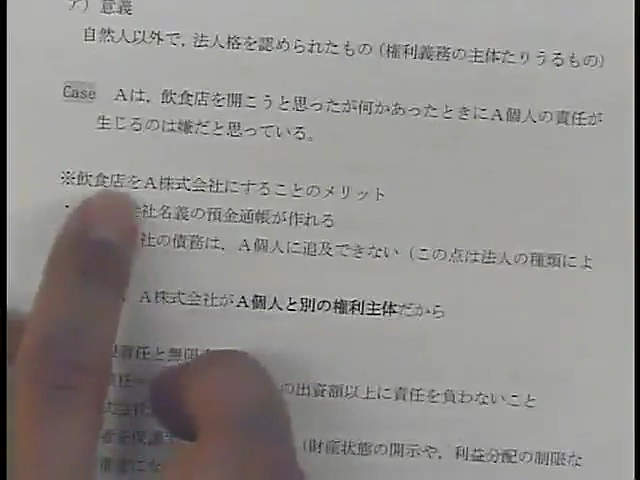 ア）意義
自然人以外で，法人格を認められたもの（権利義務の主体たりうるもの）
Case Ａは，飲食店を開こうと思ったが何かあったときにＡ個人の責任が
生じるのは嫌だと思っている。
※飲食店をＡ株式会社にすることのメリット
社名義の預金通帳が作れる
社の債務は，Ａ個人に追及できない（この点は法人の種類によ
Ａ株式会社がＡ個人と別の権利主体だから
責任と無限
の出資額以上に責任を負わないこと
（財産状態の開示や，利益分配の制限な